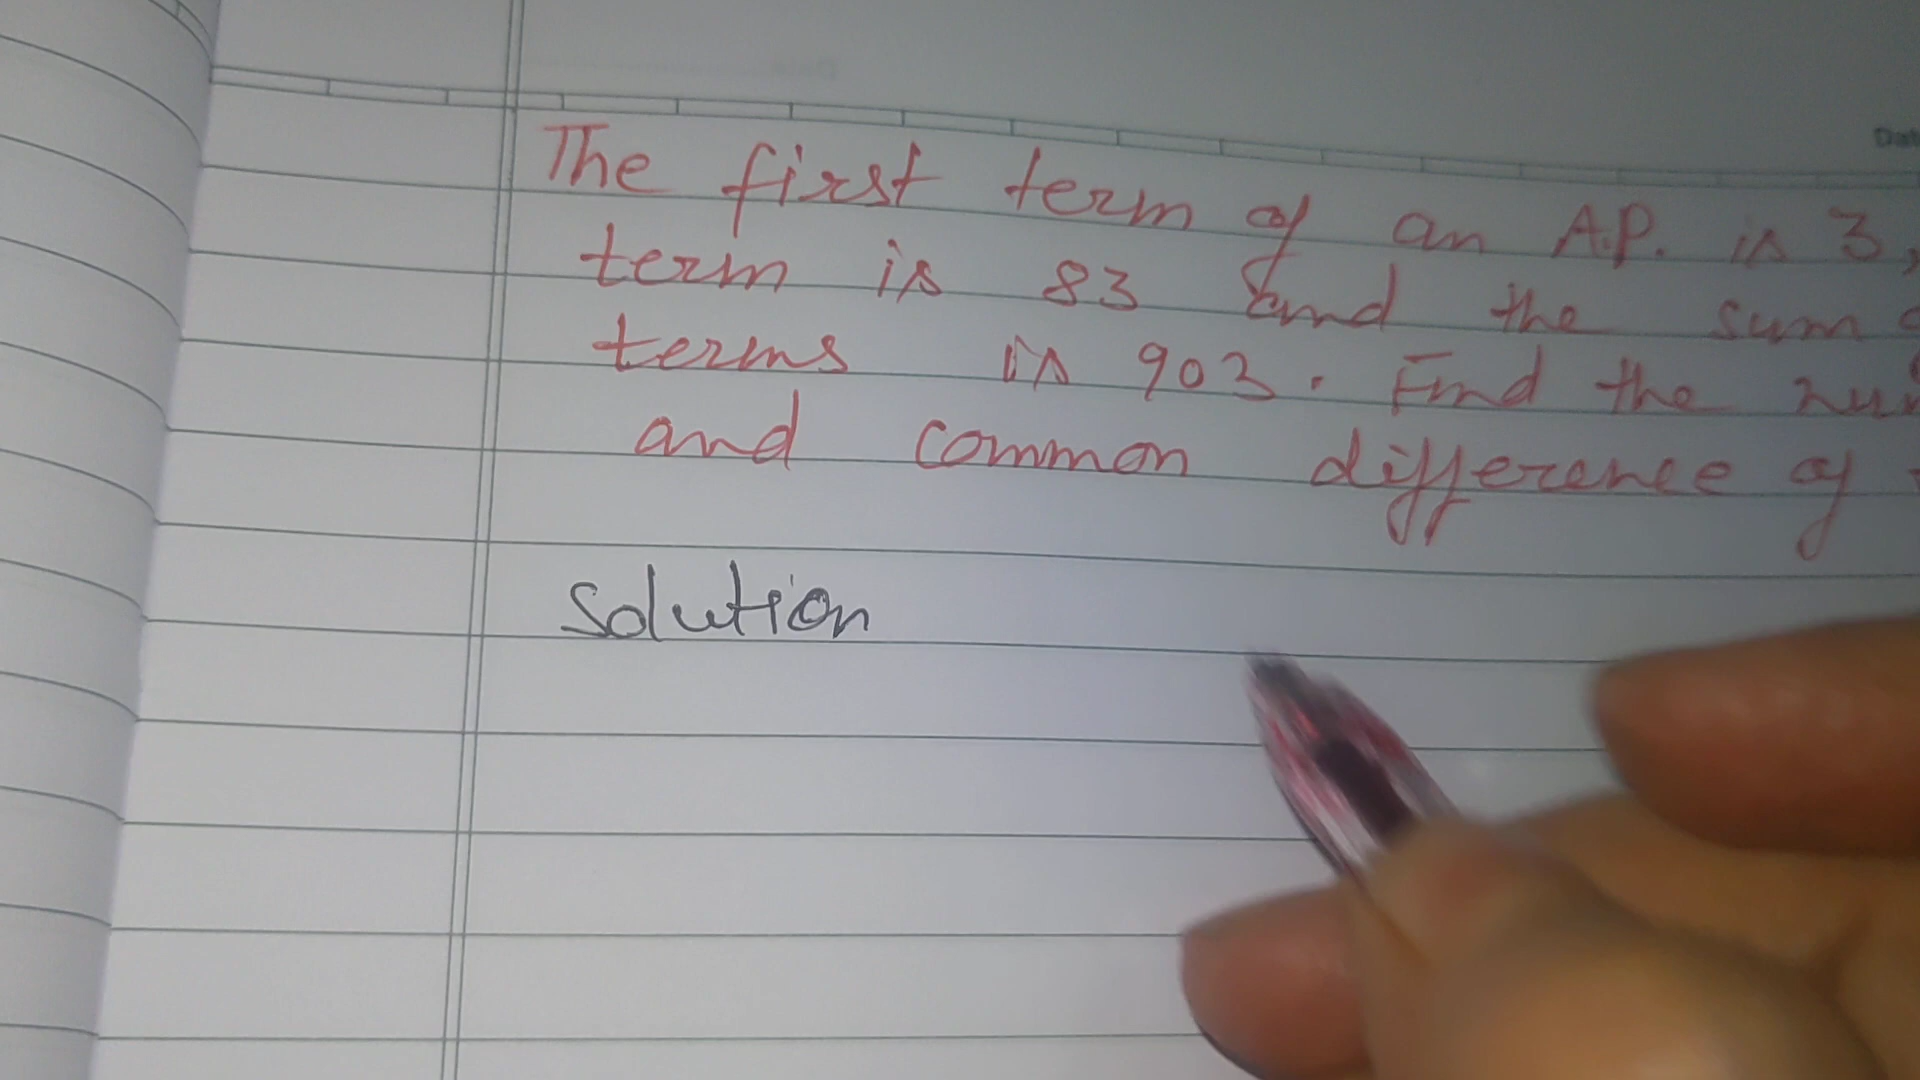 The first term of an A.P. is 3,
term is 83 and the sum
terms is 903. Find the
and common difference of
Solution